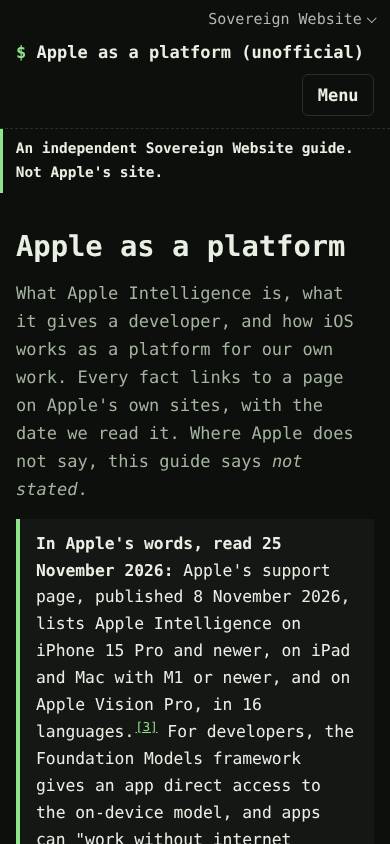 Sovereign Website
$ Apple as a platform (unofficial)
Menu
An independent Sovereign Website guide.
Not Apple's site.
Apple as a platform
What Apple Intelligence is, what
it gives a developer, and how iOS
works as a platform for our own
work. Every fact links to a page
on Apple's own sites, with the
date we read it. Where Apple does
not say, this guide says not
stated.
In Apple's words, read 25
November 2026: Apple's support
page, published 8 November 2026,
lists Apple Intelligence on
iPhone 15 Pro and newer, on iPad
and Mac with M1 or newer, and on
Apple Vision Pro, in 16
languages.[3] For developers, the
Foundation Models framework
gives an app direct access to
the on-device model, and apps
can "work without internet